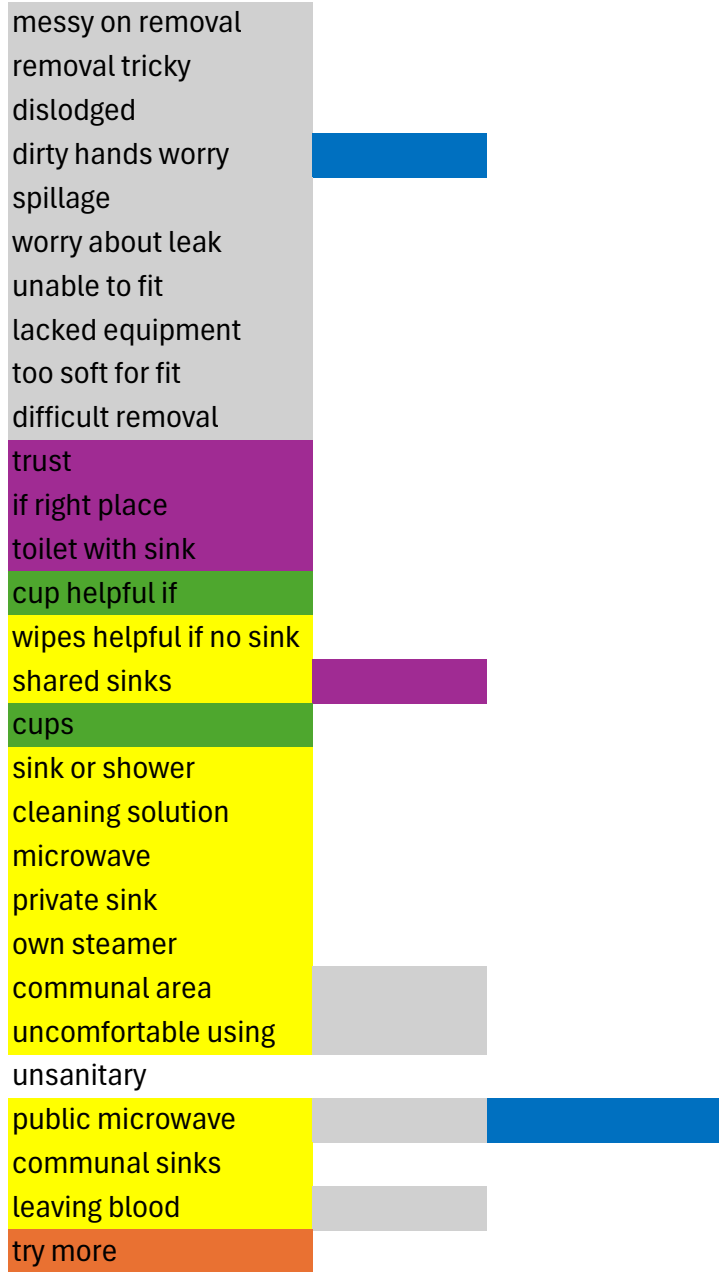 messy on removal
removal tricky
dislodged
dirty hands worry
spillage
worry about leak
unable to fit
lacked equipment
too soft for fit
difficult removal
trust
if right place
toilet with sink
cup helpful if
wipes helpful if no sink
shared sinks
cups
sink or shower
cleaning solution
microwave
private sink
own steamer
communal area
uncomfortable using
unsanitary
public microwave
communal sinks
leaving blood
try more